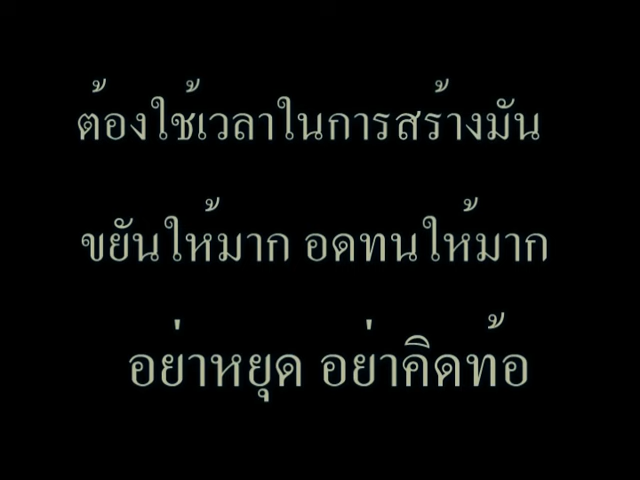 ต้องใช้เวลาในการสร้างมัน
ขยันให้มาก อดทนให้มาก
อย่าหยุด อย่าคิดท้อ